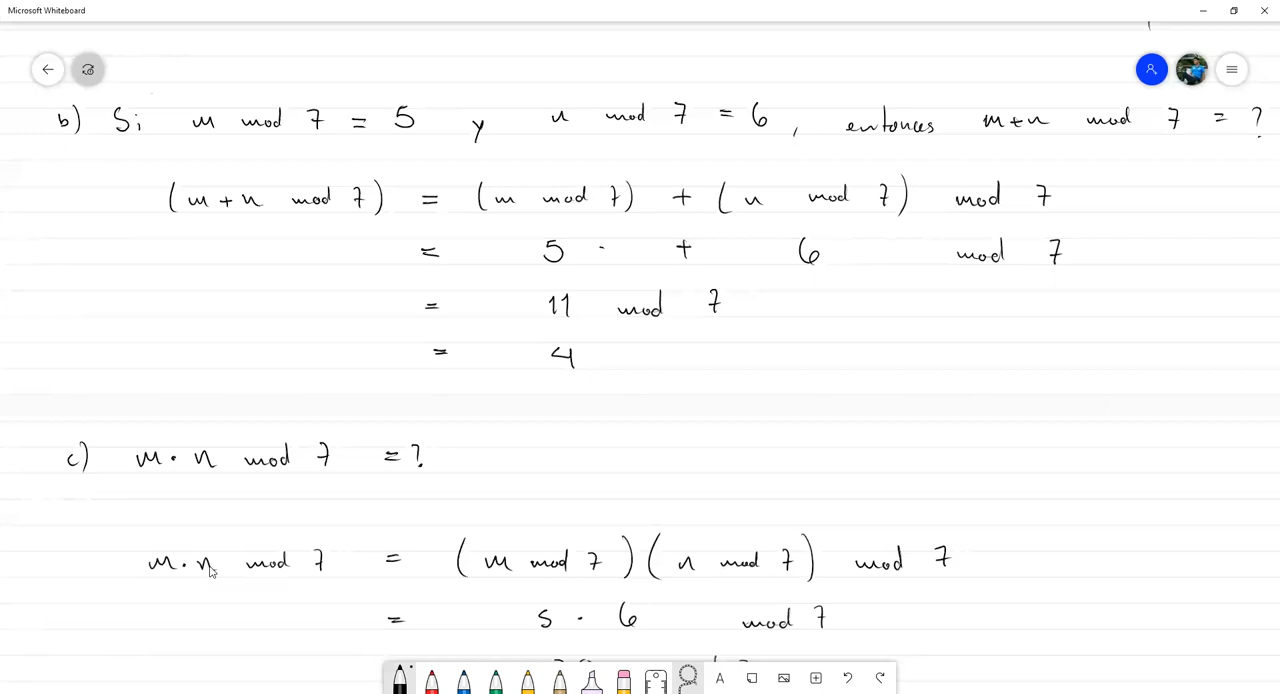 Microsoft Whiteboard
b) Si m mod 7 = 5 y n mod 7 = 6, entonces m+n mod 7 = ?
(m + n mod 7) = (m mod 7) + (n mod 7) mod 7
= 5 · + 6 mod 7
= 11 mod 7
= 4
c) m · n mod 7 = ?
m · n mod 7 = (m mod 7)(n mod 7) mod 7
= 5 · 6 mod 7
A